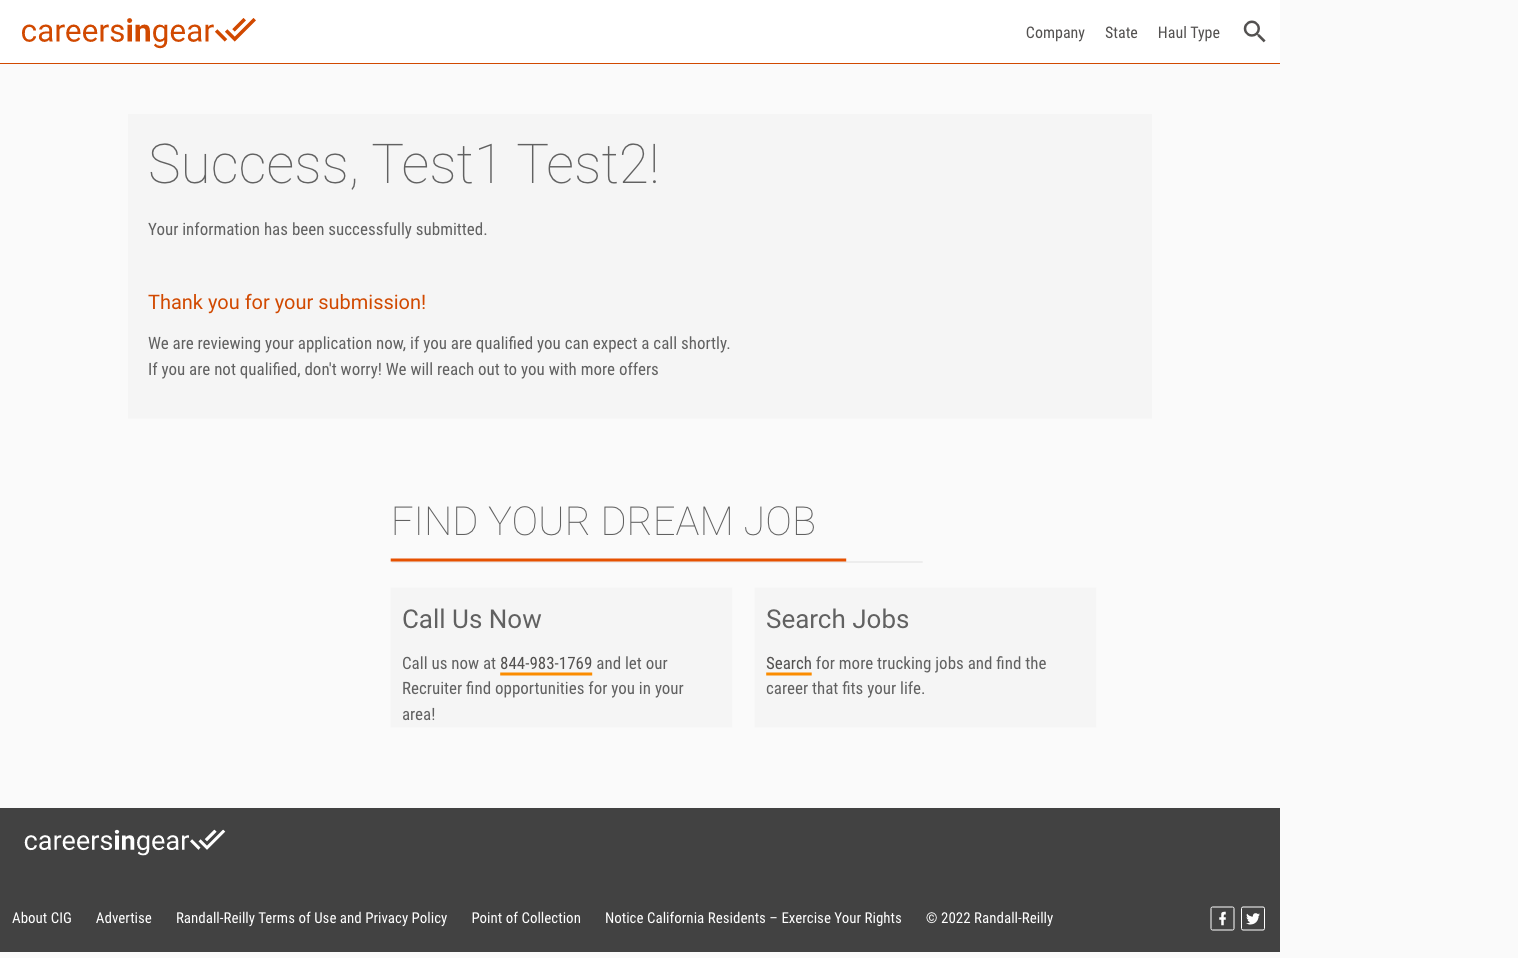 careersingear
Company State Haul Type
Success, Test1 Test2!
Your information has been successfully submitted.
Thank you for your submission!
We are reviewing your application now, if you are qualified you can expect a call shortly.
If you are not qualified, don't worry! We will reach out to you with more offers
FIND YOUR DREAM JOB
Call Us Now
Call us now at 844-983-1769 and let our
Recruiter find opportunities for you in your
area!
Search Jobs
Search for more trucking jobs and find the
career that fits your life.
careersingear
About CIG Advertise Randall-Reilly Terms of Use and Privacy Policy Point of Collection Notice California Residents – Exercise Your Rights © 2022 Randall-Reilly